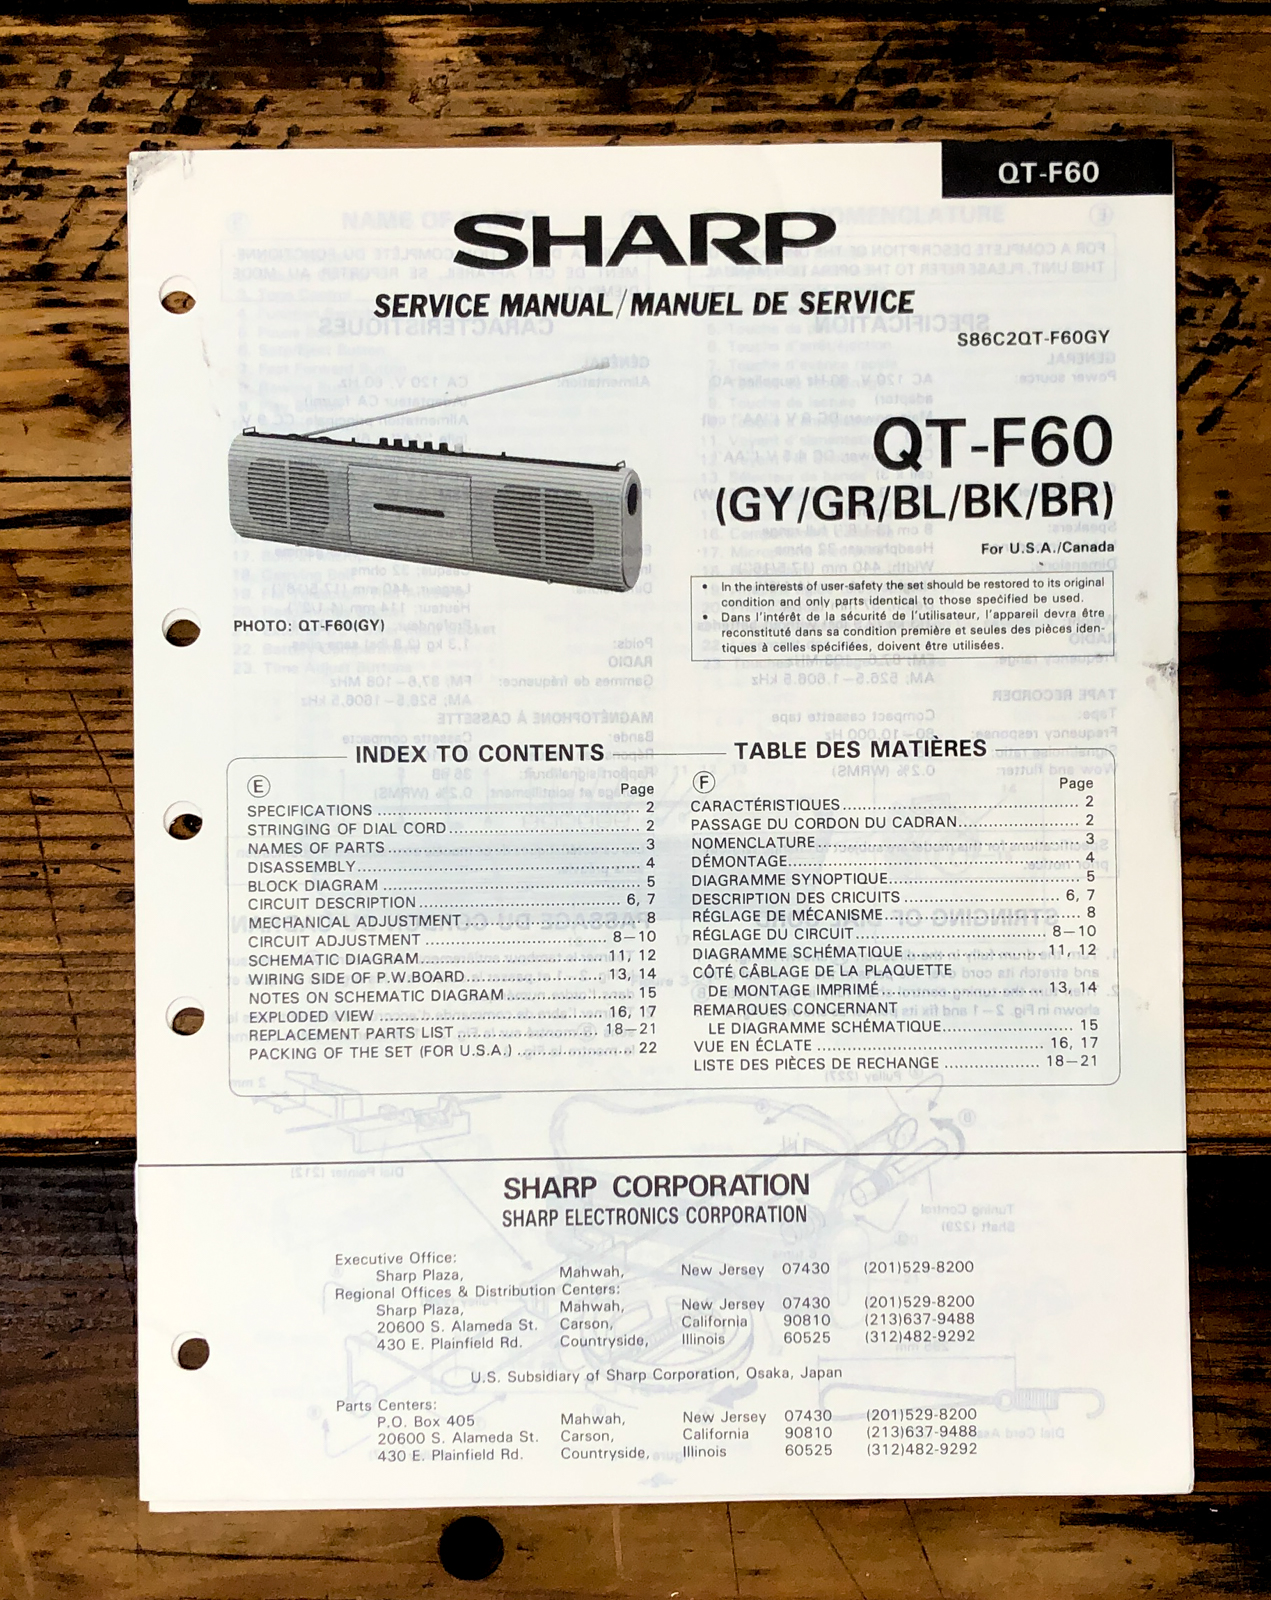 QT-F60
SHARP
SERVICE MANUAL/MANUEL DE SERVICE
S86C2QT-F60GY
QT-F60
(GY/GR/BL/BK/BR)
For U.S.A./Canada
• In the interests of user-safety the set should be restored to its original
condition and only parts identical to those specified be used.
• Dans l'intérêt de la sécurité de l'utilisateur, l'appareil devra être
reconstitué dans sa condition première et seules des pièces iden-
tiques à celles spécifiées, doivent être utilisées.
PHOTO: QT-F60(GY)
INDEX TO CONTENTS
E
Page
SPECIFICATIONS ........ 2
STRINGING OF DIAL CORD ........ 2
NAMES OF PARTS ........ 3
DISASSEMBLY ........ 4
BLOCK DIAGRAM ........ 5
CIRCUIT DESCRIPTION ........ 6, 7
MECHANICAL ADJUSTMENT ........ 8
CIRCUIT ADJUSTMENT ........ 8—10
SCHEMATIC DIAGRAM ........ 11, 12
WIRING SIDE OF P.W.BOARD ........ 13, 14
NOTES ON SCHEMATIC DIAGRAM ........ 15
EXPLODED VIEW ........ 16, 17
REPLACEMENT PARTS LIST ........ 18—21
PACKING OF THE SET (FOR U.S.A.) ........ 22
TABLE DES MATIÈRES
F
Page
CARACTÉRISTIQUES ........ 2
PASSAGE DU CORDON DU CADRAN ........ 2
NOMENCLATURE ........ 3
DÉMONTAGE ........ 4
DIAGRAMME SYNOPTIQUE ........ 5
DESCRIPTION DES CRICUITS ........ 6, 7
RÉGLAGE DE MÉCANISME ........ 8
RÉGLAGE DU CIRCUIT ........ 8—10
DIAGRAMME SCHÉMATIQUE ........ 11, 12
CÔTÉ CÂBLAGE DE LA PLAQUETTE
DE MONTAGE IMPRIMÉ ........ 13, 14
REMARQUES CONCERNANT
LE DIAGRAMME SCHÉMATIQUE ........ 15
VUE EN ÉCLATE ........ 16, 17
LISTE DES PIÈCES DE RECHANGE ........ 18—21
SHARP CORPORATION
SHARP ELECTRONICS CORPORATION
Executive Office:
Sharp Plaza, Mahwah, New Jersey 07430 (201)529-8200
Regional Offices & Distribution Centers:
Sharp Plaza, Mahwah, New Jersey 07430 (201)529-8200
20600 S. Alameda St. Carson, California 90810 (213)637-9488
430 E. Plainfield Rd. Countryside, Illinois 60525 (312)482-9292
U.S. Subsidiary of Sharp Corporation, Osaka, Japan
Parts Centers:
P.O. Box 405 Mahwah, New Jersey 07430 (201)529-8200
20600 S. Alameda St. Carson, California 90810 (213)637-9488
430 E. Plainfield Rd. Countryside, Illinois 60525 (312)482-9292